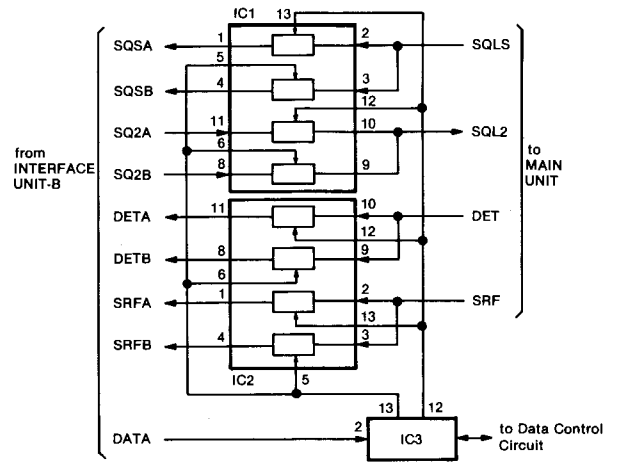 IC1 13
SQSA 1 2 SQLS
5
SQSB 4 3
12
SQ2A 11 10 SQL2
6
SQ2B 8 9
from
INTERFACE
UNIT-B
to
MAIN
UNIT
DETA 11 10 DET
12
DETB 8 9
6
SRFA 1 2 SRF
13
SRFB 4 3
IC2 5
13 12
DATA 2 IC3
to Data Control
Circuit